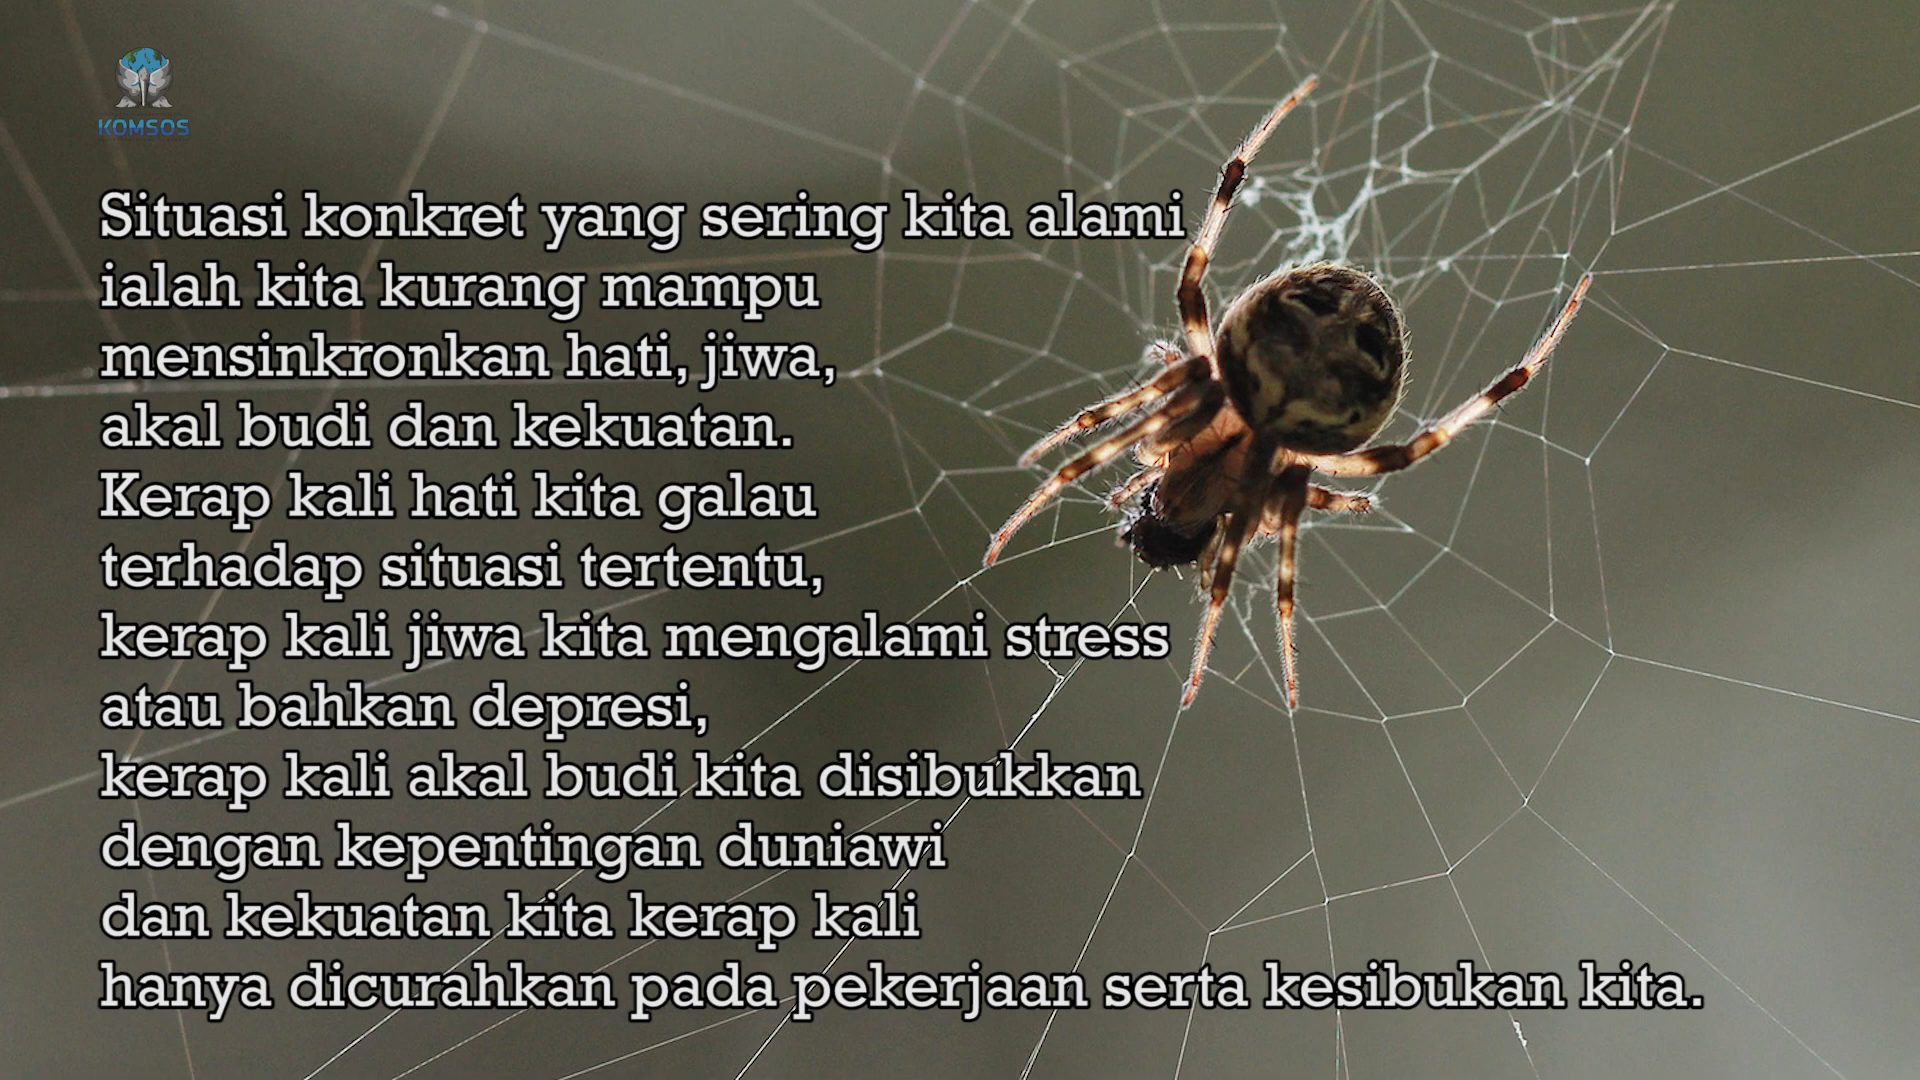 KOMSOS
Situasi konkret yang sering kita alami
ialah kita kurang mampu
mensinkronkan hati, jiwa,
akal budi dan kekuatan.
Kerap kali hati kita galau
terhadap situasi tertentu,
kerap kali jiwa kita mengalami stress
atau bahkan depresi,
kerap kali akal budi kita disibukkan
dengan kepentingan duniawi
dan kekuatan kita kerap kali
hanya dicurahkan pada pekerjaan serta kesibukan kita.